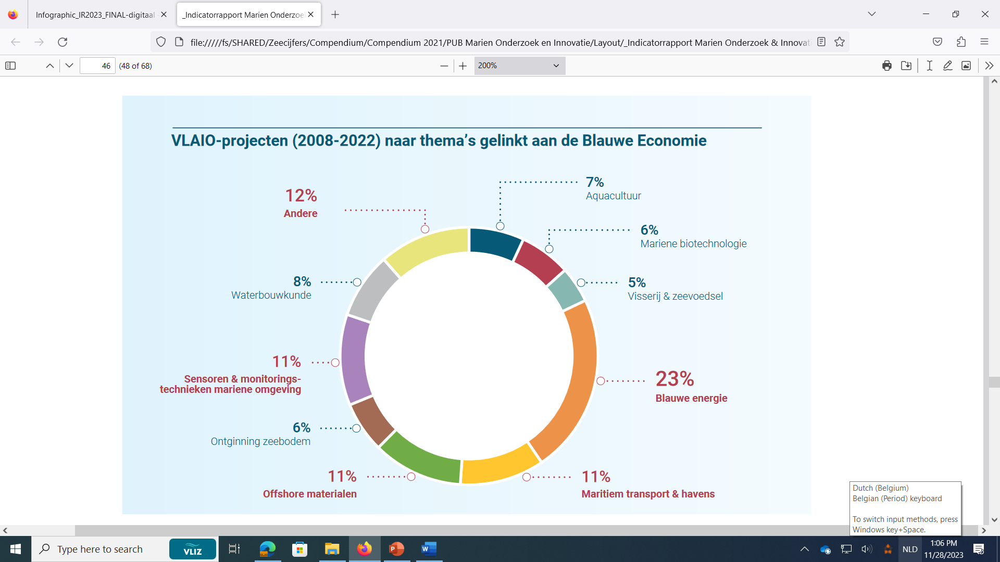 Infographic_IR2023_FINAL-digitaal
_Indicatorrapport Marien Onderzoe
file://///fs/SHARED/Zeecijfers/Compendium/Compendium 2021/PUB Marien Onderzoek en Innovatie/Layout/_Indicatorrapport Marien Onderzoek & Innovat
46 (48 of 68)
200%
VLAIO-projecten (2008-2022) naar thema’s gelinkt aan de Blauwe Economie
7%
Aquacultuur
12%
Andere
6%
Mariene biotechnologie
8%
Waterbouwkunde
5%
Visserij & zeevoedsel
11%
Sensoren & monitorings-
technieken mariene omgeving
23%
Blauwe energie
6%
Ontginning zeebodem
11%
Offshore materialen
11%
Maritiem transport & havens
Dutch (Belgium)
Belgian (Period) keyboard
To switch input methods, press
Windows key+Space.
Type here to search
VLIZ
NLD
1:06 PM
11/28/2023